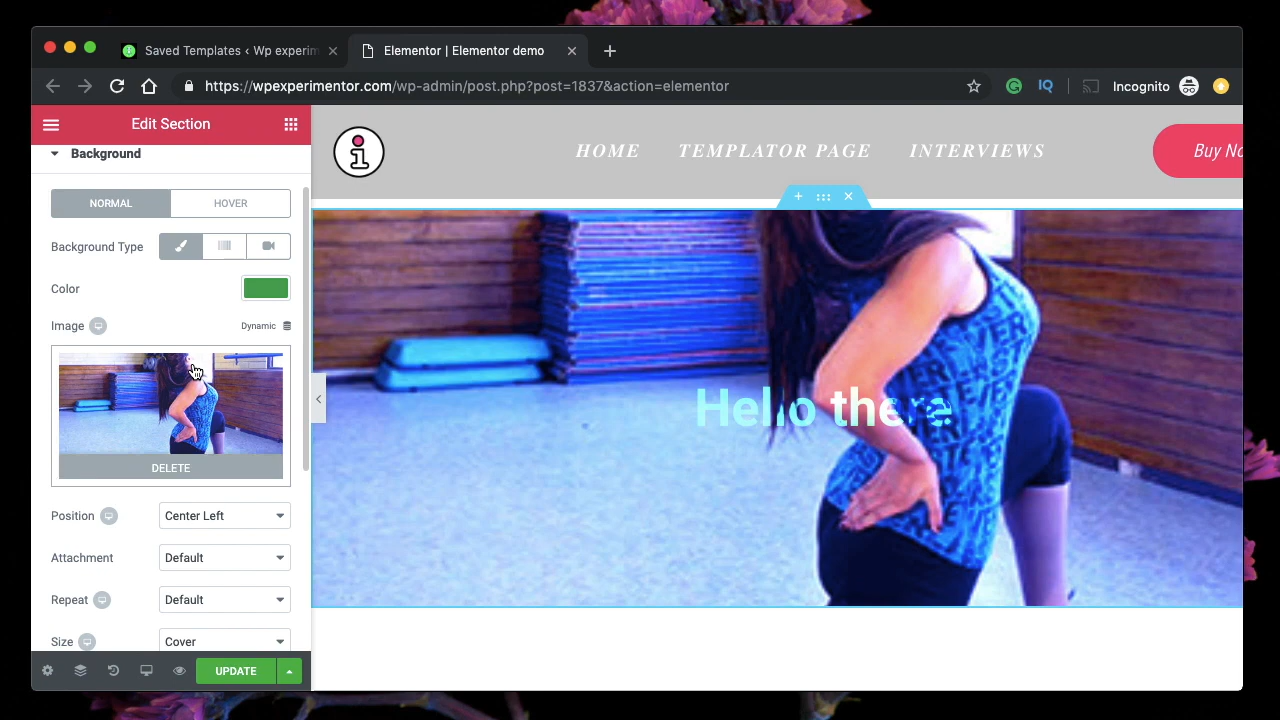 Saved Templates ‹ Wp experim
Elementor | Elementor demo
https://wpexperimentor.com/wp-admin/post.php?post=1837&action=elementor
IQ
Incognito
Edit Section
Background
NORMAL
HOVER
Background Type
Color
Image
Dynamic
DELETE
Position
Center Left
Attachment
Default
Repeat
Default
Size
Cover
UPDATE
HOME
TEMPLATOR PAGE
INTERVIEWS
Buy No
Hello there